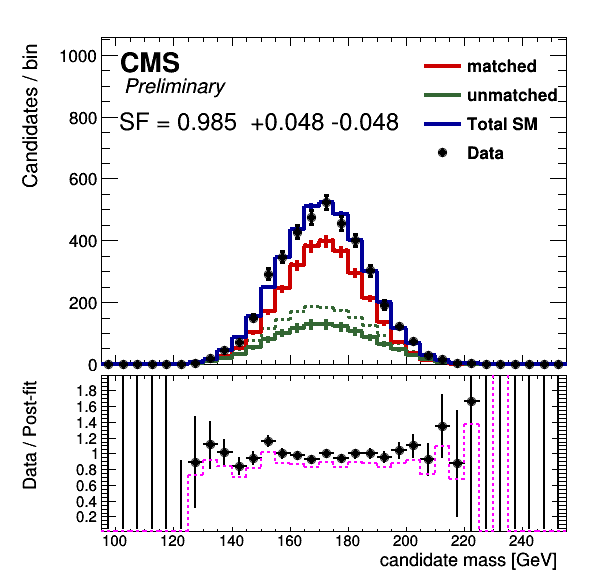 Candidates / bin
1000
800
600
400
200
0
CMS
Preliminary
SF = 0.985 +0.048 -0.048
matched
unmatched
Total SM
Data
Data / Post-fit
1.8
1.6
1.4
1.2
1
0.8
0.6
0.4
0.2
100 120 140 160 180 200 220 240
candidate mass [GeV]